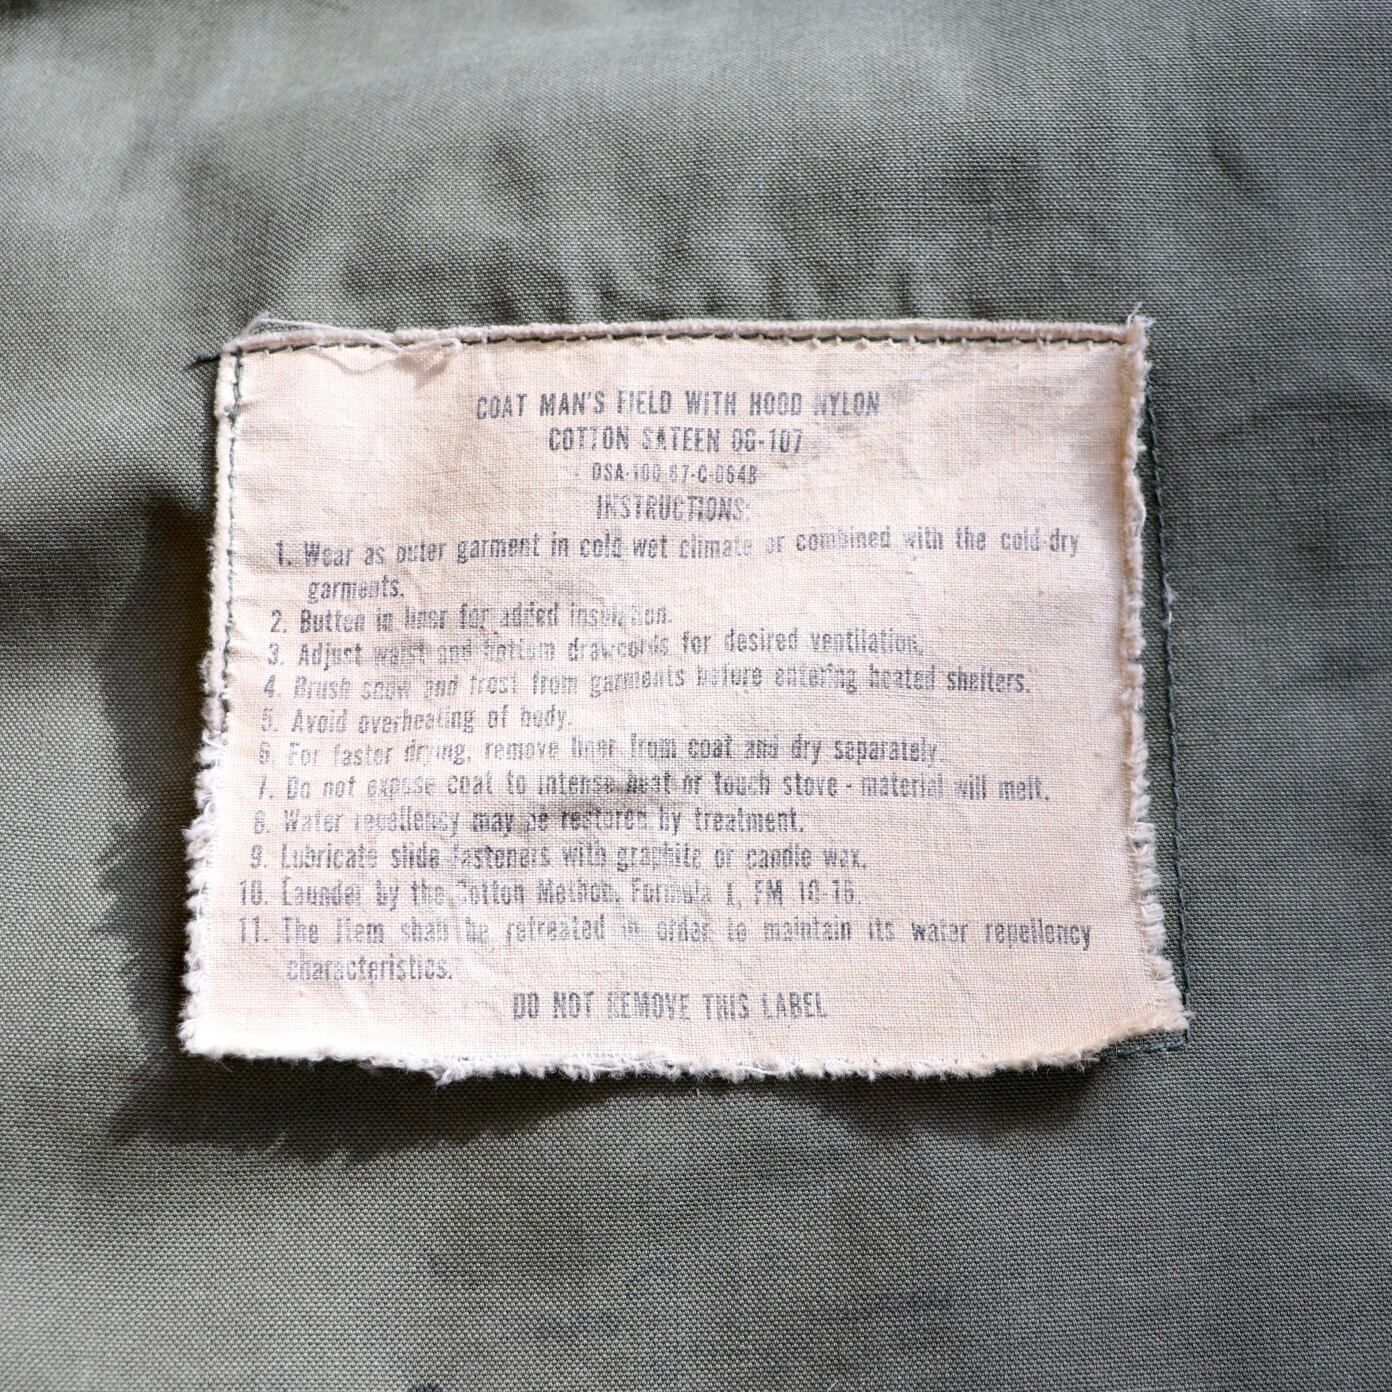 COAT MAN'S FIELD WITH HOOD NYLON
COTTON SATEEN OG-107
DSA-100-67-C-0648
INSTRUCTIONS:
1. Wear as outer garment in cold wet climate or combined with the cold-dry
garments.
2. Button in liner for added insulation.
3. Adjust waist and bottom drawcords for desired ventilation.
4. Brush snow and frost from garments before entering heated shelters.
5. Avoid overheating of body.
6. For faster drying, remove liner from coat and dry separately.
7. Do not expose coat to intense heat or touch stove - material will melt.
8. Water repellency may be restored by treatment.
9. Lubricate slide fasteners with graphite or candle wax.
10. Launder by the Cotton Method, Formula I, FM 10-16.
11. The item shall be retreated in order to maintain its water repellency
characteristics.
DO NOT REMOVE THIS LABEL